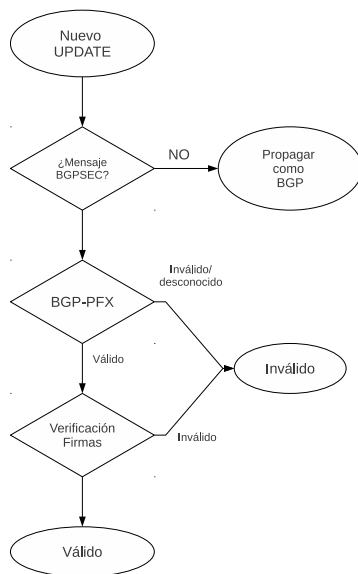 Nuevo
UPDATE
¿Mensaje
BGPSEC?
NO
Propagar
como
BGP
Inválido/
desconocido
BGP-PFX
Válido
Inválido
Verificación
Firmas
Inválido
Válido